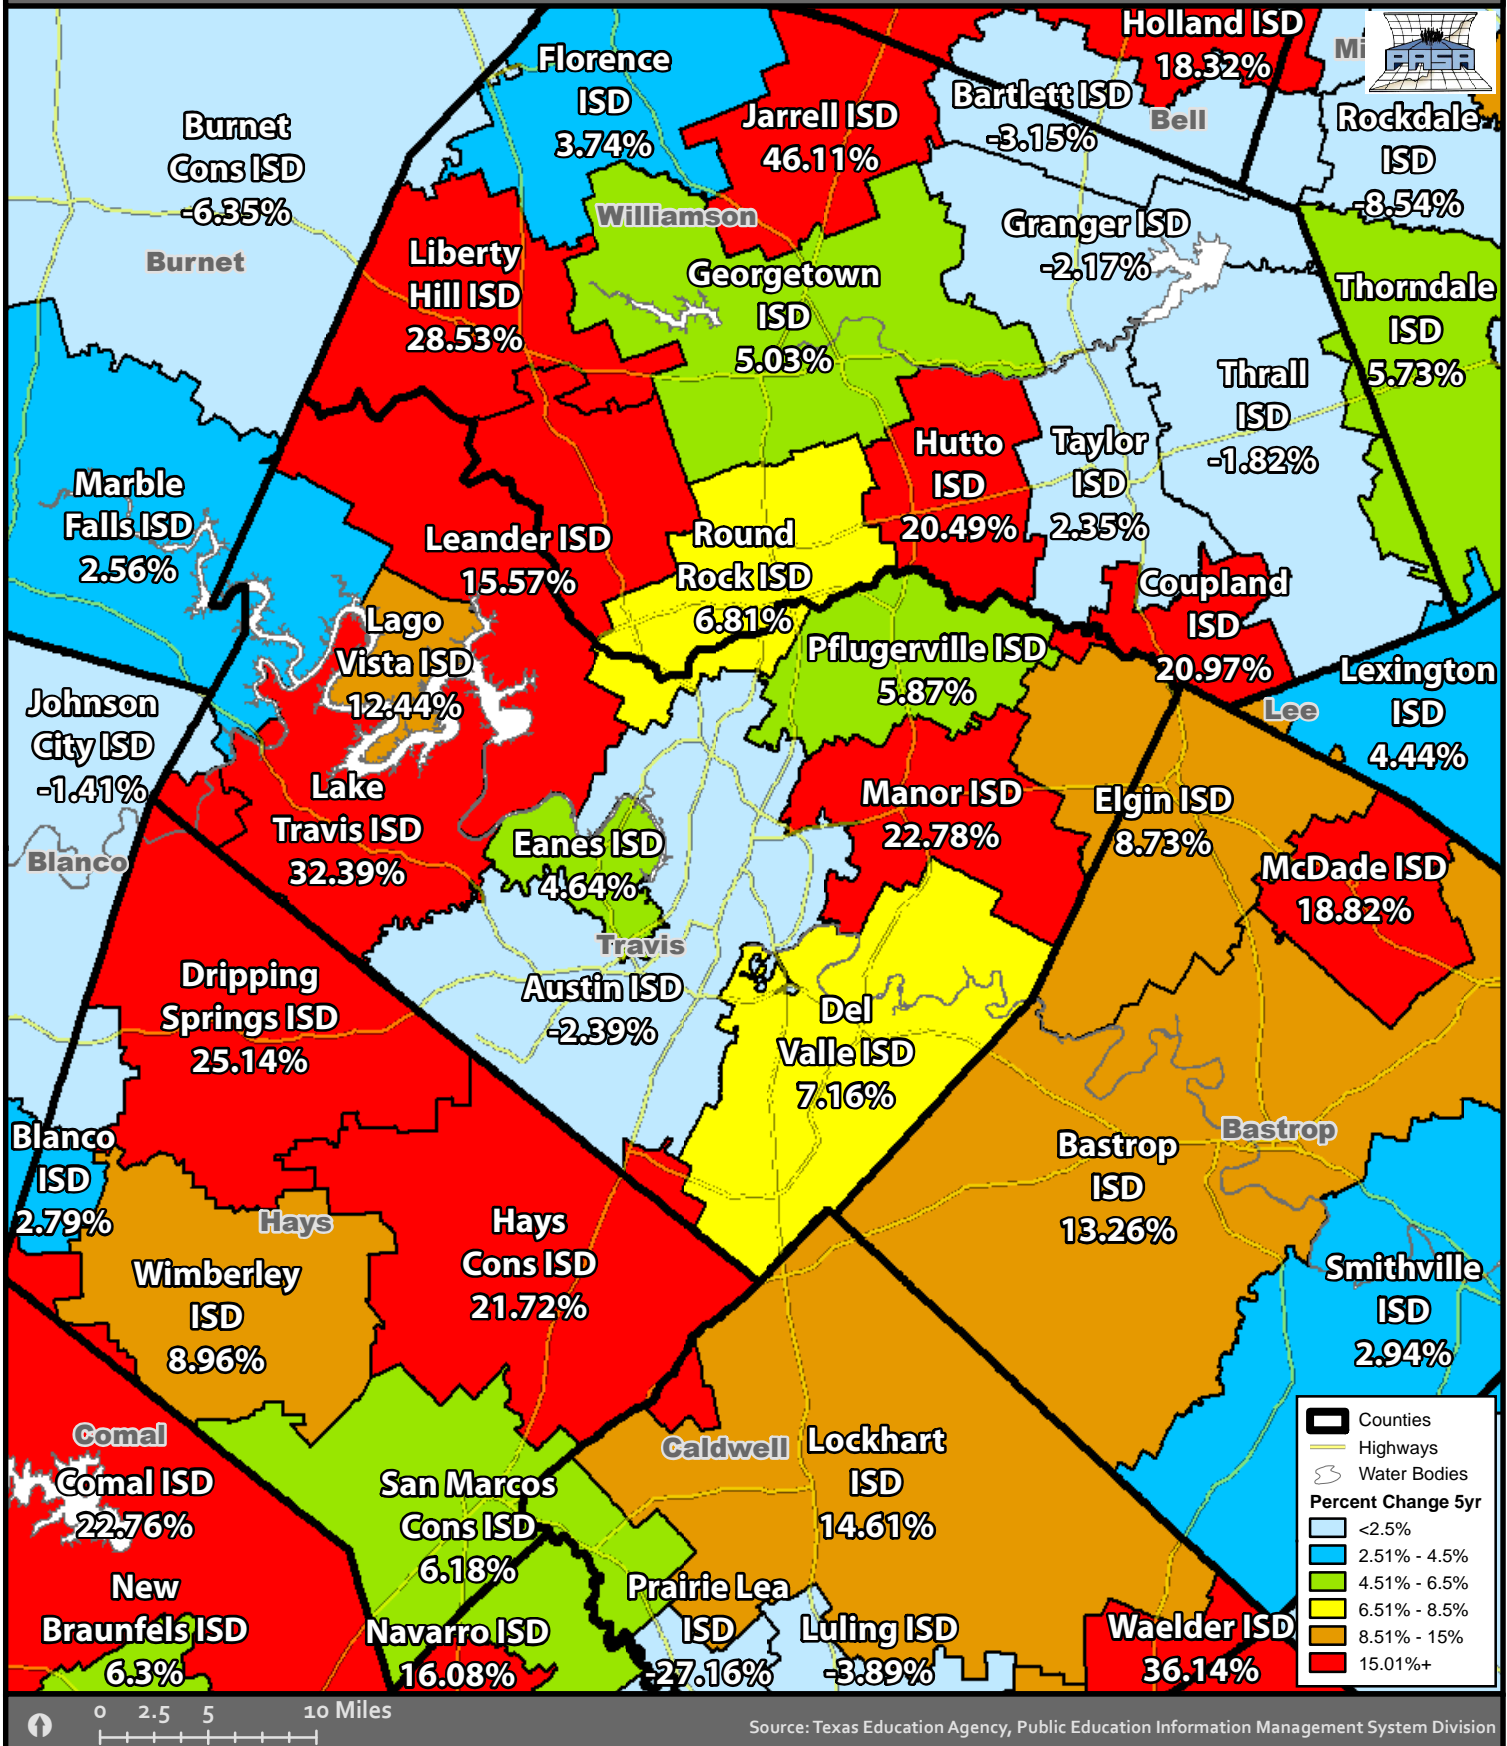 Holland ISD
18.32%
Mi
PASA
Florence
ISD
3.74%
Jarrell ISD
46.11%
Bartlett ISD
-3.15%
Bell
Rockdale
ISD
-8.54%
Burnet
Cons ISD
-6.35%
Burnet
Williamson
Granger ISD
-2.17%
Liberty
Hill ISD
28.53%
Georgetown
ISD
5.03%
Thorndale
ISD
5.73%
Thrall
ISD
-1.82%
Hutto
ISD
20.49%
Taylor
ISD
2.35%
Marble
Falls ISD
2.56%
Leander ISD
15.57%
Round
Rock ISD
6.81%
Coupland
ISD
20.97%
Lago
Vista ISD
12.44%
Pflugerville ISD
5.87%
Lexington
ISD
4.44%
Lee
Johnson
City ISD
-1.41%
Blanco
Lake
Travis ISD
32.39%
Eanes ISD
4.64%
Manor ISD
22.78%
Elgin ISD
8.73%
McDade ISD
18.82%
Travis
Austin ISD
-2.39%
Dripping
Springs ISD
25.14%
Del
Valle ISD
7.16%
Blanco
ISD
2.79%
Bastrop
Bastrop
ISD
13.26%
Hays
Hays
Cons ISD
21.72%
Wimberley
ISD
8.96%
Smithville
ISD
2.94%
Comal
Comal ISD
22.76%
Caldwell
Lockhart
ISD
14.61%
San Marcos
Cons ISD
6.18%
New
Braunfels ISD
6.3%
Navarro ISD
16.08%
Prairie Lea
ISD
-27.16%
Luling ISD
-3.89%
Waelder ISD
36.14%
Counties
Highways
Water Bodies
Percent Change 5yr
<2.5%
2.51% - 4.5%
4.51% - 6.5%
6.51% - 8.5%
8.51% - 15%
15.01%+
0 2.5 5 10 Miles
Source: Texas Education Agency, Public Education Information Management System Division